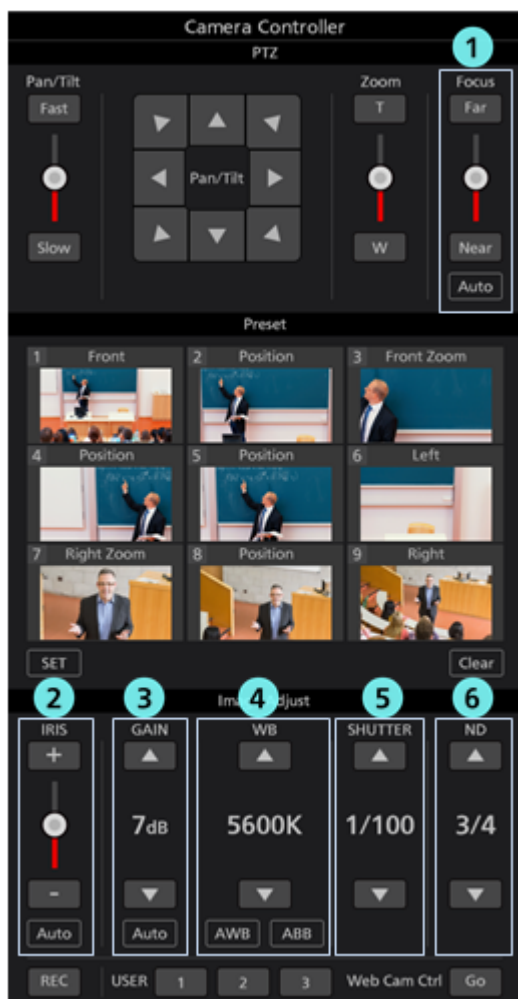 Camera Controller
PTZ
1
Pan/Tilt
Zoom
Focus
Fast
T
Far
Pan/Tilt
Slow
W
Near
Auto
Preset
1 Front
2 Position
3 Front Zoom
4 Position
5 Position
6 Left
7 Right Zoom
8 Position
9 Right
SET
Clear
2 3 4 5 6
IRIS GAIN WB SHUTTER ND
+
7dB 5600K 1/100 3/4
-
Auto Auto AWB ABB
REC USER 1 2 3 Web Cam Ctrl Go